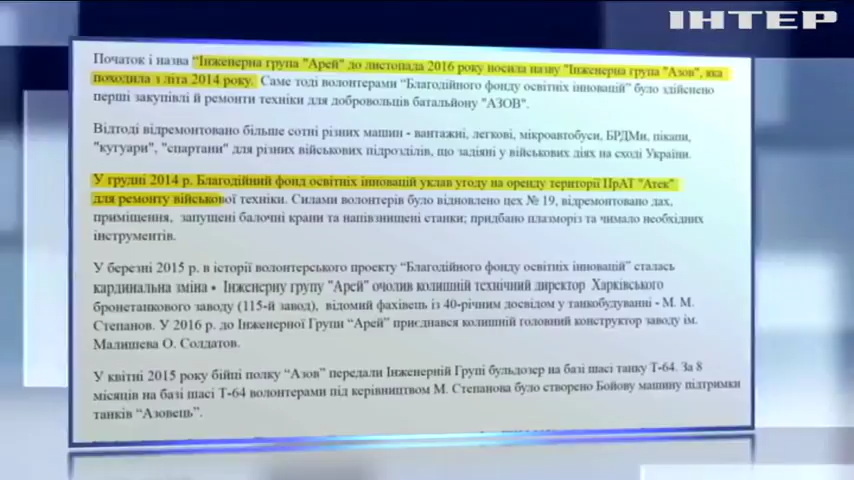 ІНТЕР
Початок і назва “Інженерна група "Арей" до листопада 2016 року носила назву "Інженерна група "Азов", яка
походила з літа 2014 року. Саме тоді волонтерами “Благодійного фонду освітніх інновацій” було здійснено
перші закупівлі й ремонти техніки для добровольців батальйону "АЗОВ".
Відтоді відремонтовано більше сотні різних машин - вантажні, легкові, мікроавтобуси, БРДМи, пікапи,
"кугуари", "спартани" для різних військових підрозділів, що задіяні у військових діях на сході України.
У грудні 2014 р. Благодійний фонд освітніх інновацій уклав угоду на оренду території ПрАТ "Атек"
для ремонту військової техніки. Силами волонтерів було відновлено цех № 19, відремонтовано дах,
приміщення, запущені балочні крани та напівзнищені станки; придбано плазморіз та чимало необхідних
інструментів.
У березні 2015 р. в історії волонтерського проекту “Благодійного фонду освітніх інновацій” сталась
кардинальна зміна • Інженерну групу "Арей" очолив колишній технічний директор Харківського
бронетанкового заводу (115-й завод), відомий фахівець із 40-річним досвідом у танкобудуванні - М. М.
Степанов. У 2016 р. до Інженерної Групи “Арей” приєднався колишній головний конструктор заводу ім.
Малишева О. Солдатов.
У квітні 2015 року бійці полку “Азов” передали Інженерній Групі бульдозер на базі шасі танку Т-64. За 8
місяців на базі шасі Т-64 волонтерами під керівництвом М. Степанова було створено Бойову машину підтримки
танків “Азовець”.